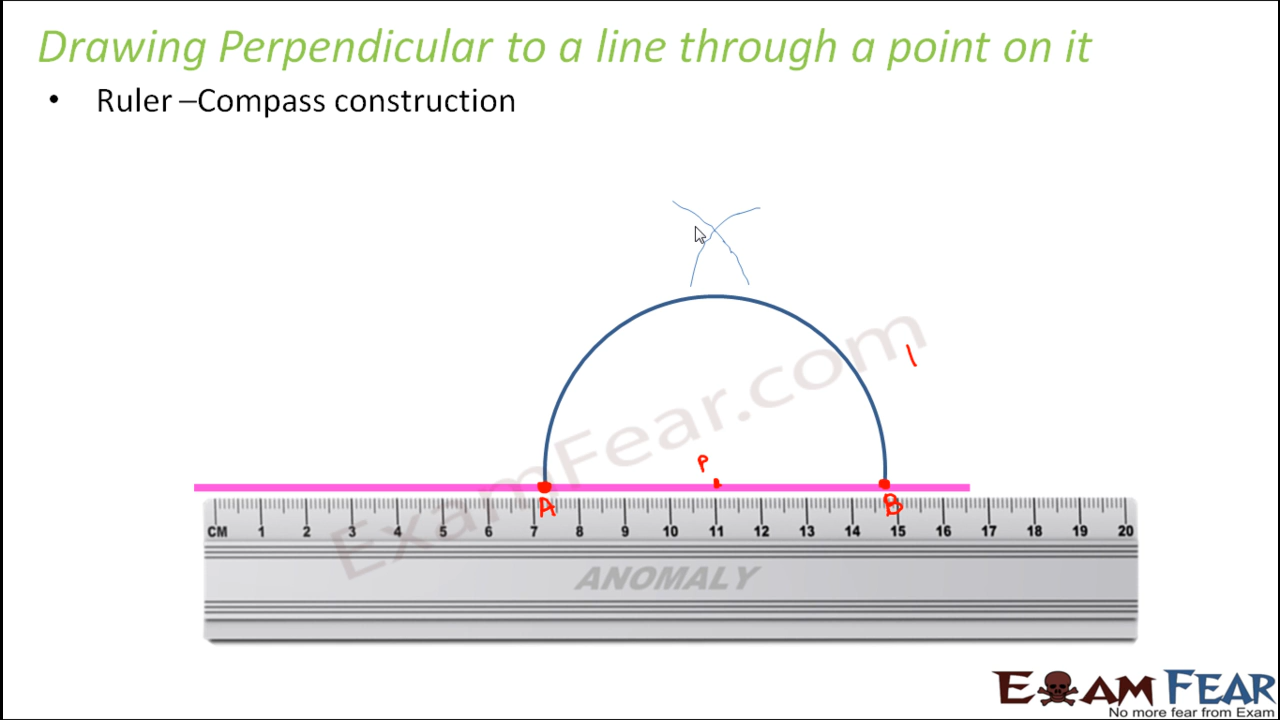 Drawing Perpendicular to a line through a point on it
• Ruler –Compass construction
l
P
A
B
CM 1 2 3 4 5 6 7 8 9 10 11 12 13 14 15 16 17 18 19 20
ANOMALY
ExamFear.com
EXAM FEAR
No more fear from Exam